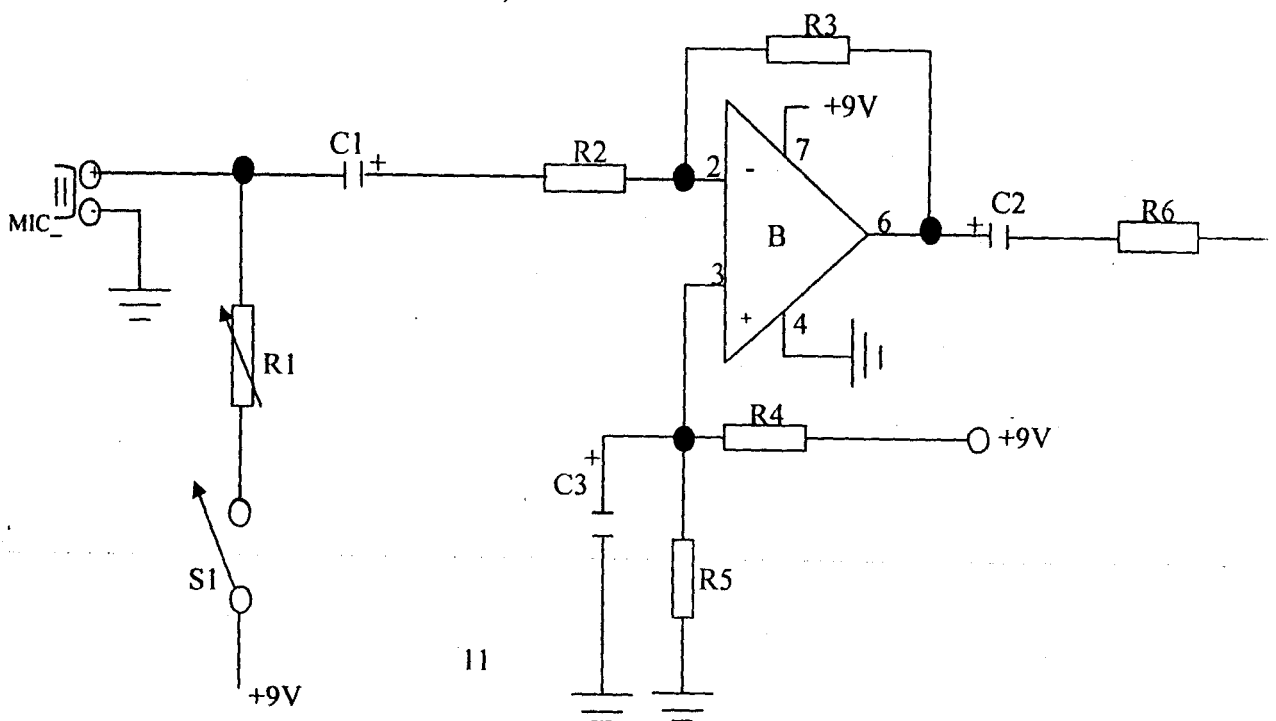 R3
+9V
C1
+
R2
7
2
-
MIC_
+
-
B
6
+
C2
R6
3
+
4
R1
R4
+9V
+
C3
S1
R5
11
+9V